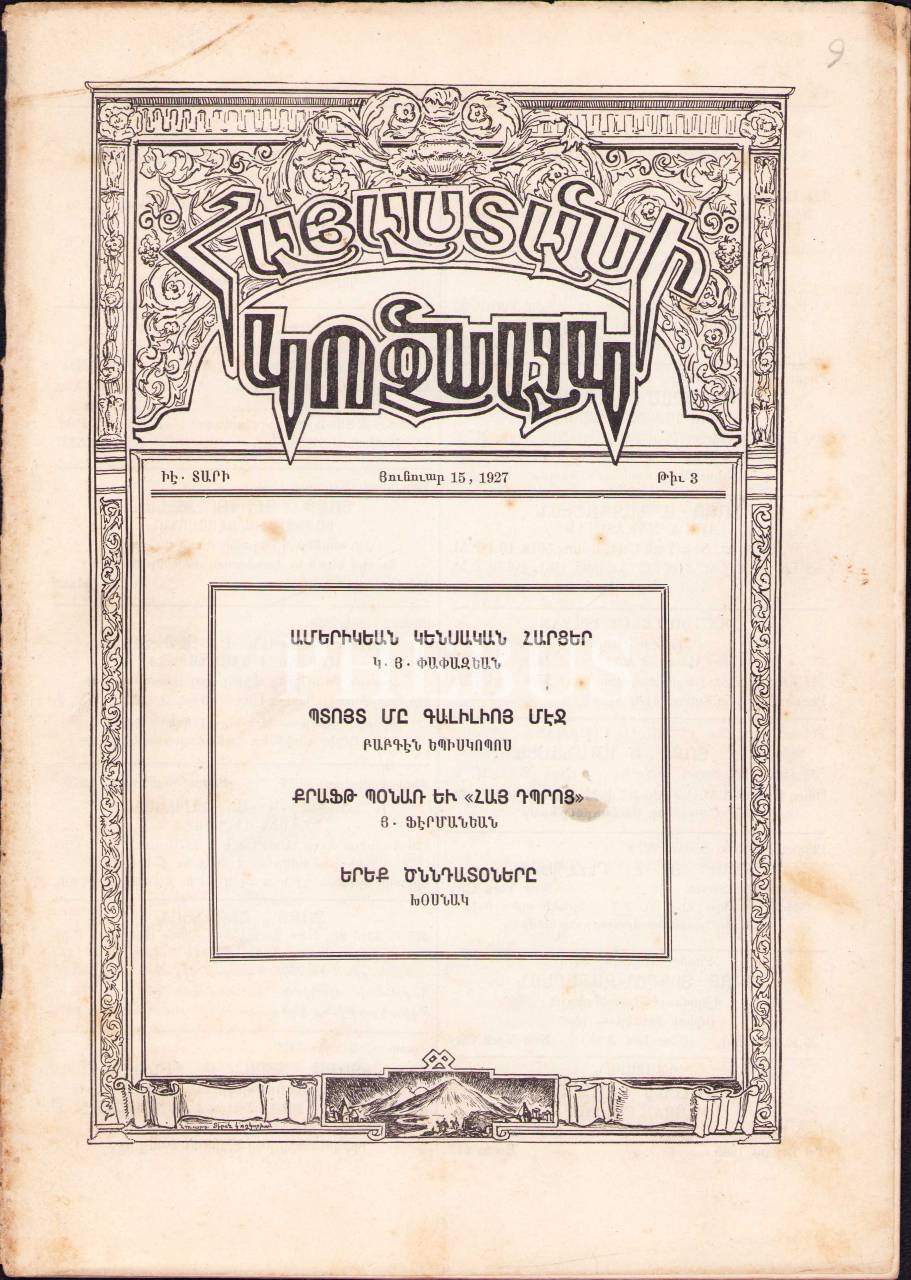 9
ՀԱՅԱՍՏԱՆԻ
ԿՈՉՆԱԿ
ԻԷ. ՏԱՐԻ Յունուար 15, 1927 Թիւ 3
ԱՄԵՐԻԿԵԱՆ ԿԵՆՍԱԿԱՆ ՀԱՐՑԵՐ
Կ. Յ. ՓԱՓԱԶԵԱՆ
ՊՏՈՅՏ ՄԸ ԳԱԼԻԼԻՈՅ ՄԷՋ
ԲԱԲԳԷՆ ԵՊԻՍԿՈՊՈՍ
ՔՐԱՖԹ ՊՕՆԱՌ ԵՒ «ՀԱՅ ԴՊՐՈՑ»
Յ. ՖԷՐՄԱՆԵԱՆ
ԵՐԵՔ ԾՆՆԴԱՏՕՆԵՐԸ
ԽՕՍՆԱԿ
PHEBUS